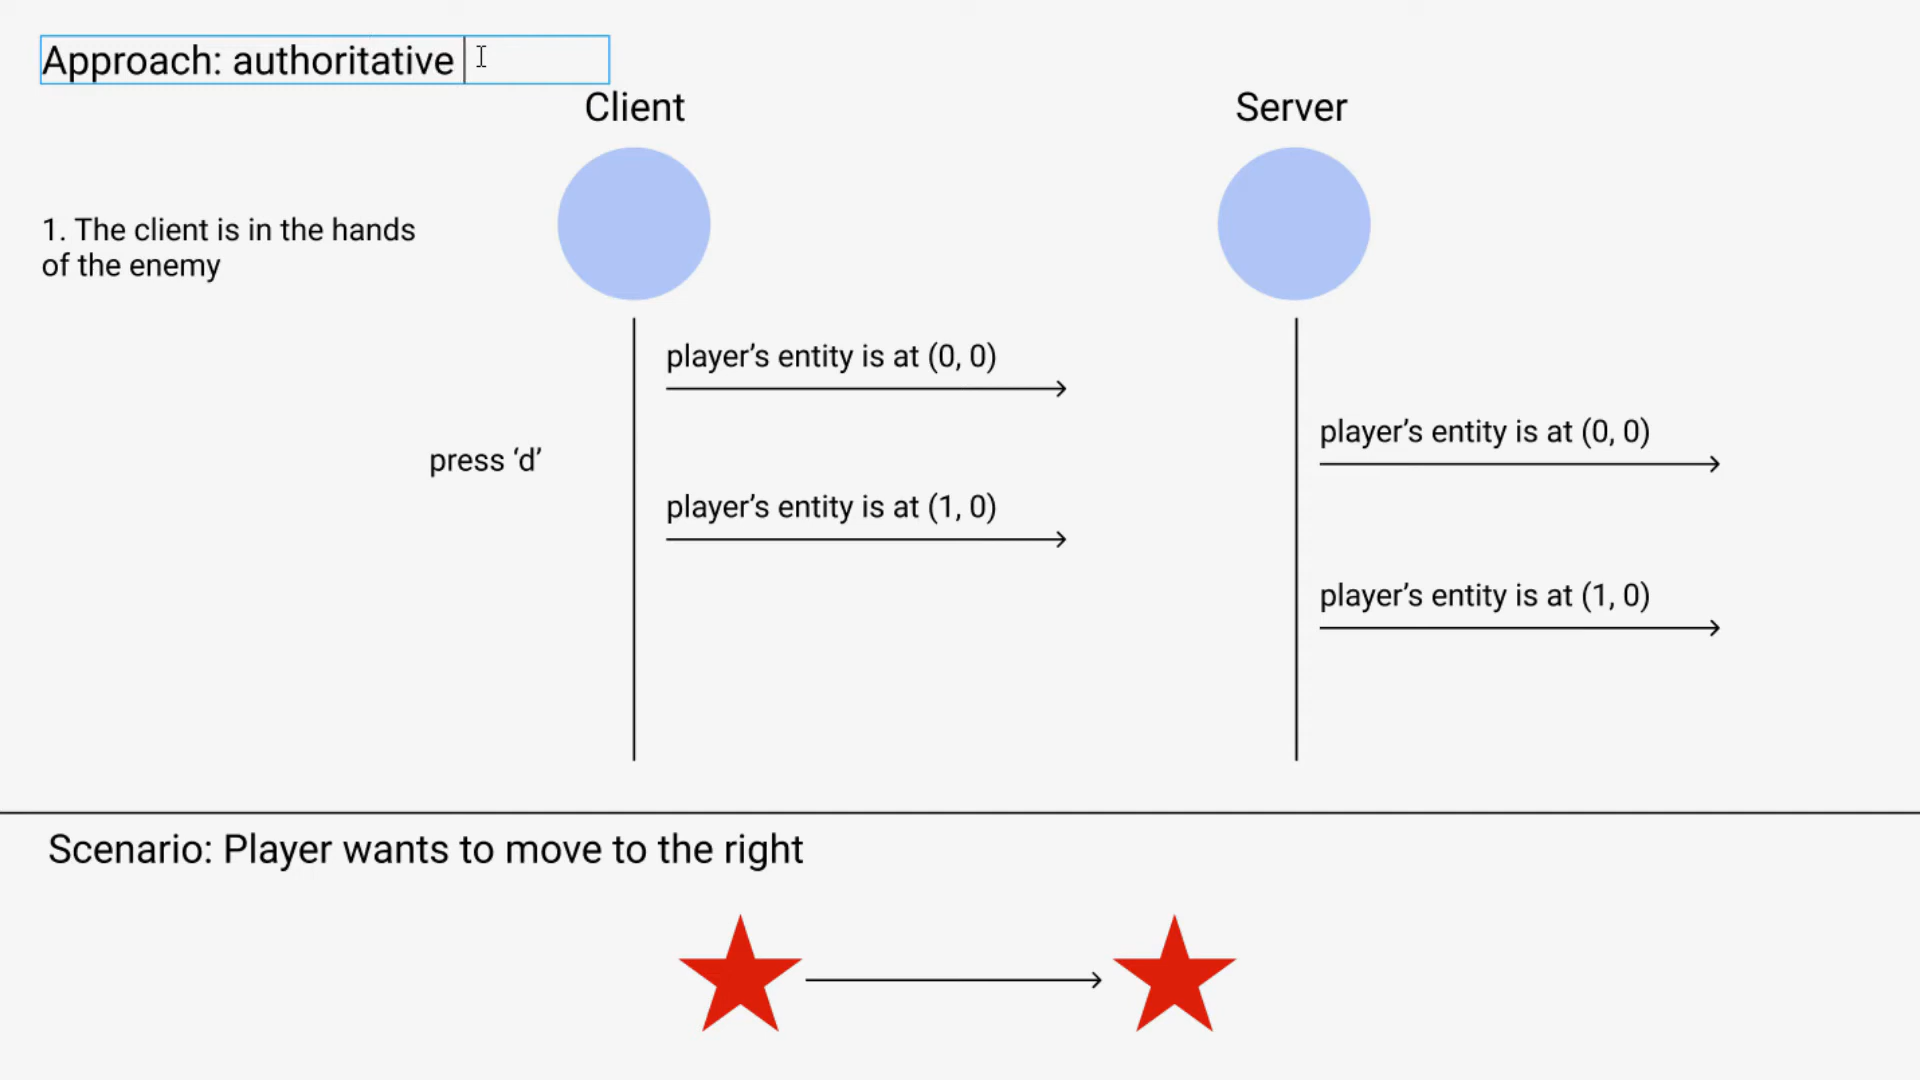 Approach: authoritative
Client
Server
1. The client is in the hands
of the enemy
player’s entity is at (0, 0)
player’s entity is at (0, 0)
press ‘d’
player’s entity is at (1, 0)
player’s entity is at (1, 0)
Scenario: Player wants to move to the right